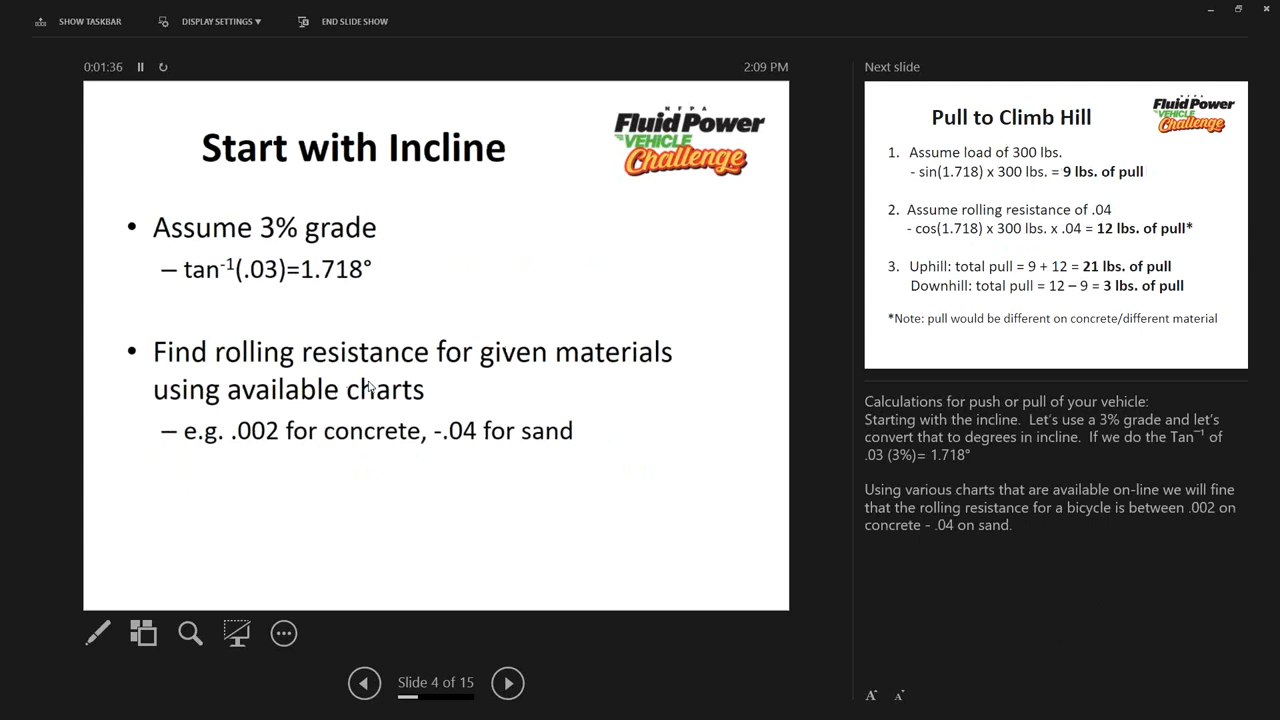 SHOW TASKBAR
DISPLAY SETTINGS ▼
END SLIDE SHOW
0:01:36
2:09 PM
NFPA
Fluid Power
VEHICLE
Challenge
Start with Incline
• Assume 3% grade
– tan⁻¹(.03)=1.718°
• Find rolling resistance for given materials
using available charts
– e.g. .002 for concrete, -.04 for sand
Slide 4 of 15
Next slide
NFPA
Fluid Power
VEHICLE
Challenge
Pull to Climb Hill
1. Assume load of 300 lbs.
- sin(1.718) x 300 lbs. = 9 lbs. of pull
2. Assume rolling resistance of .04
- cos(1.718) x 300 lbs. x .04 = 12 lbs. of pull*
3. Uphill: total pull = 9 + 12 = 21 lbs. of pull
Downhill: total pull = 12 – 9 = 3 lbs. of pull
*Note: pull would be different on concrete/different material
Calculations for push or pull of your vehicle:
Starting with the incline. Let's use a 3% grade and let's
convert that to degrees in incline. If we do the Tan⁻¹ of
.03 (3%)= 1.718°
Using various charts that are available on-line we will fine
that the rolling resistance for a bicycle is between .002 on
concrete - .04 on sand.
A A